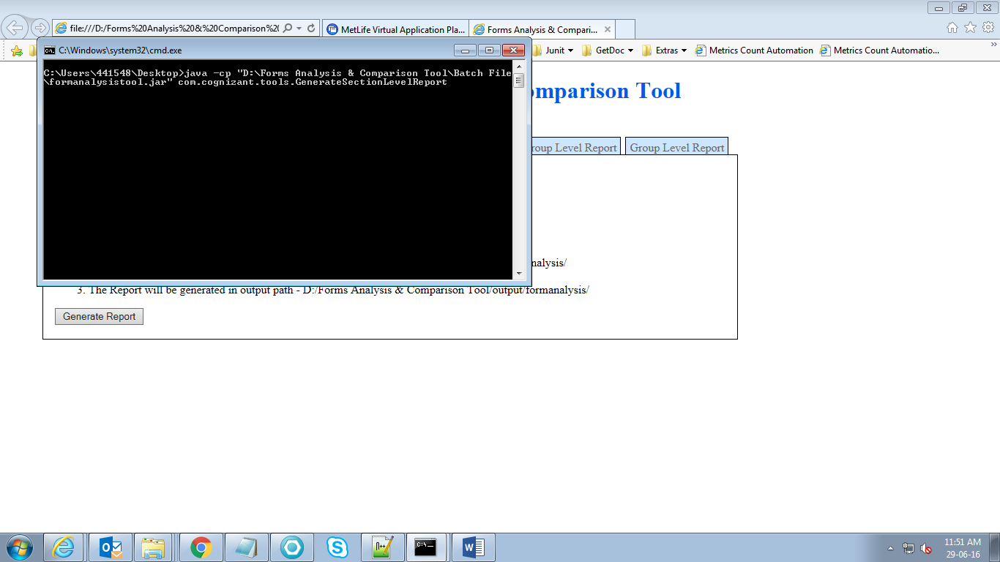 file:///D:/Forms%20Analysis%20&%20Comparison%20(
MetLife Virtual Application Pla...
Forms Analysis & Compari...
C:\Windows\system32\cmd.exe
Junit
GetDoc
Extras
Metrics Count Automation
Metrics Count Automatio...
C:\Users\441548\Desktop>java -cp "D:\Forms Analysis & Comparison Tool\Batch File
\formanalysistool.jar" com.cognizant.tools.GenerateSectionLevelReport
omparison Tool
roup Level Report
Group Level Report
nalysis/
3. The Report will be generated in output path - D:/Forms Analysis & Comparison Tool/output/formanalysis/
Generate Report
11:51 AM
29-06-16